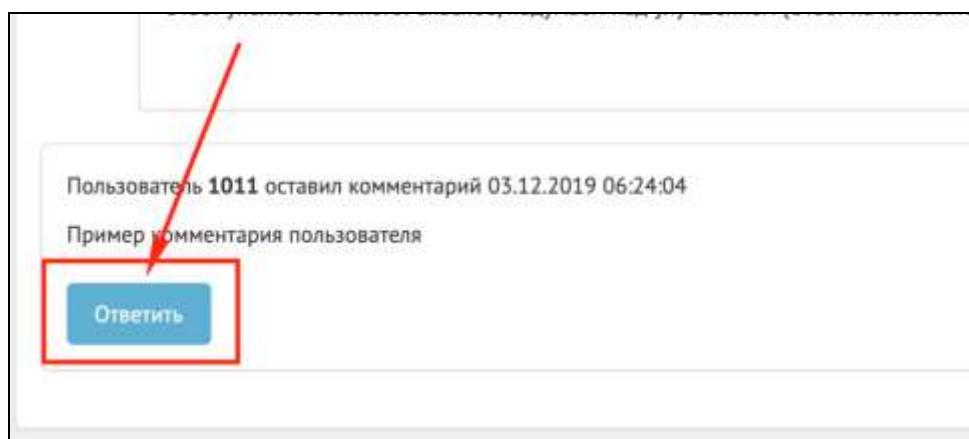 Пользователь 1011 оставил комментарий 03.12.2019 06:24:04
Пример комментария пользователя
Ответить